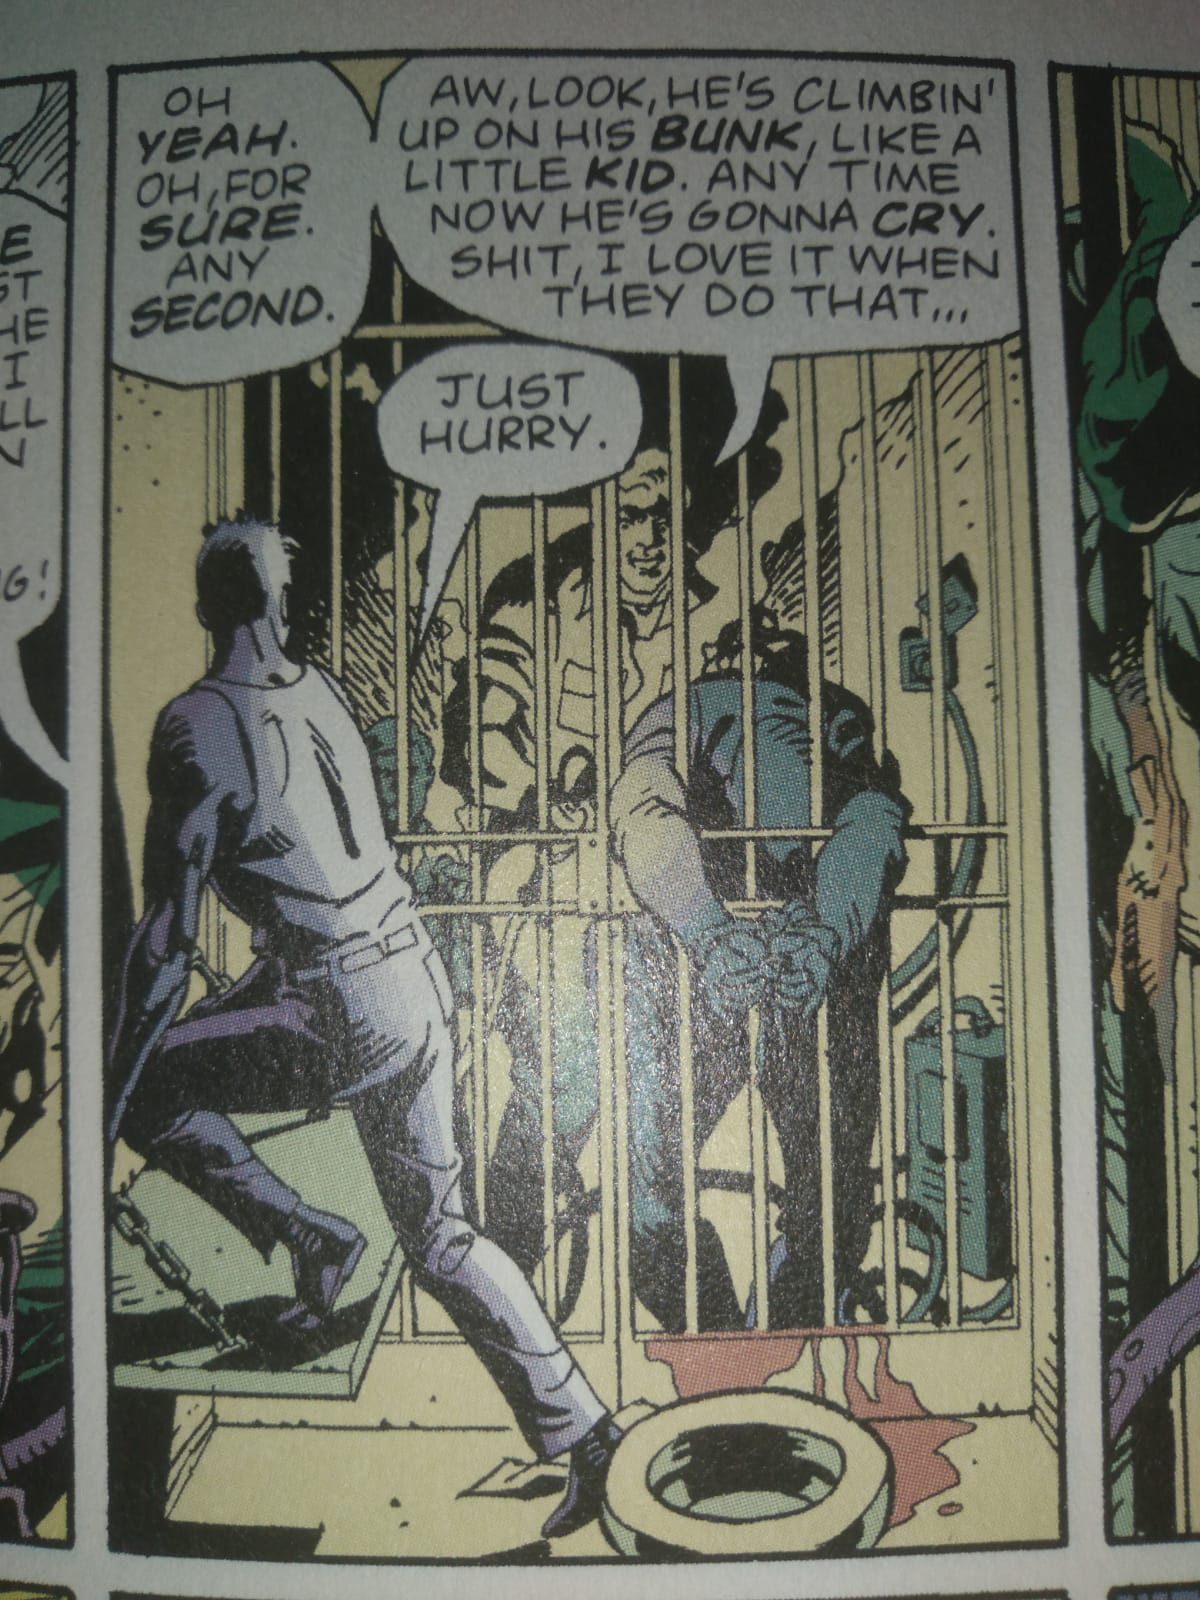 OH
YEAH.
OH, FOR
SURE.
ANY
SECOND.
AW, LOOK, HE'S CLIMBIN'
UP ON HIS BUNK, LIKE A
LITTLE KID. ANY TIME
NOW HE'S GONNA CRY.
SHIT, I LOVE IT WHEN
THEY DO THAT...
JUST
HURRY.